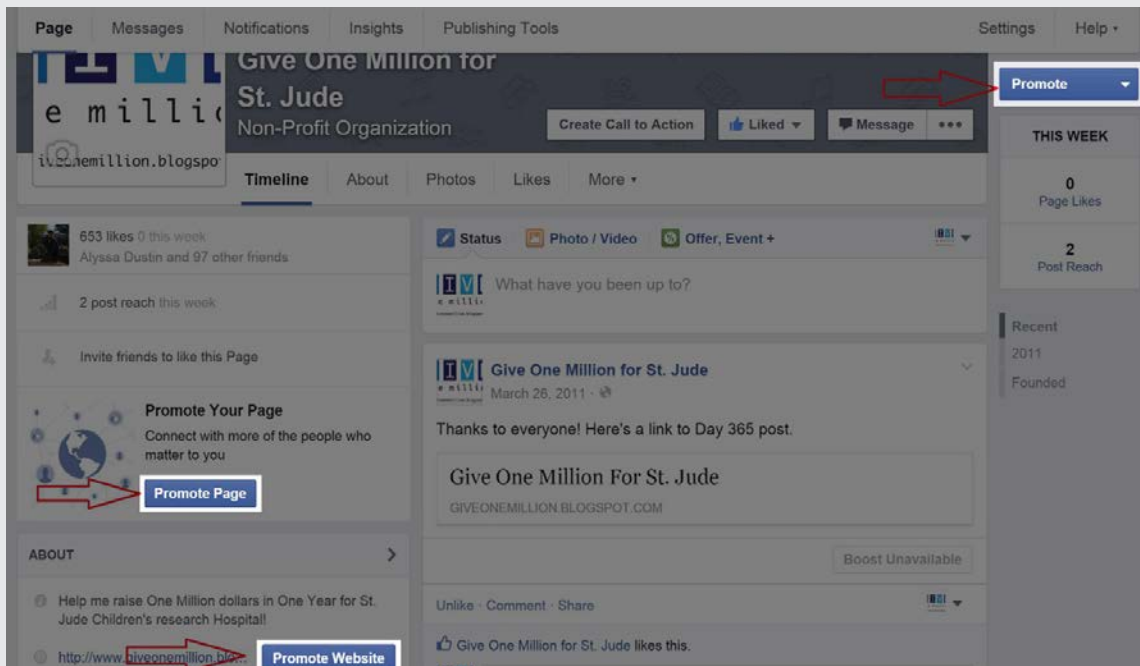 Page Messages Notifications Insights Publishing Tools Settings Help
Give One Million for
St. Jude
Non-Profit Organization
e millio
iveonemillion.blogspo
Create Call to Action Liked Message
Promote
Timeline About Photos Likes More
THIS WEEK
0
Page Likes
2
Post Reach
Recent
2011
Founded
653 likes 0 this week
Alyssa Dustin and 97 other friends
2 post reach this week
Invite friends to like this Page
Promote Your Page
Connect with more of the people who
matter to you
Promote Page
ABOUT
Help me raise One Million dollars in One Year for St.
Jude Children's research Hospital!
http://www.giveonemillion.blo...
Promote Website
Status Photo / Video Offer, Event +
What have you been up to?
Give One Million for St. Jude
March 26, 2011
Thanks to everyone! Here's a link to Day 365 post.
Give One Million For St. Jude
GIVEONEMILLION.BLOGSPOT.COM
Boost Unavailable
Unlike · Comment · Share
Give One Million for St. Jude likes this.